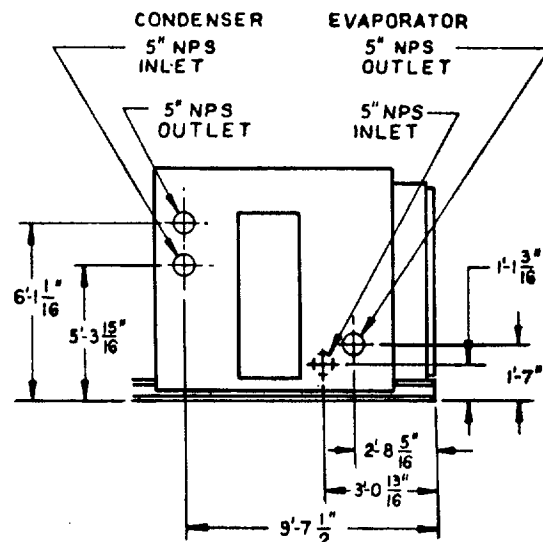 CONDENSER
5" NPS
INLET
5" NPS
OUTLET
EVAPORATOR
5" NPS
OUTLET
5" NPS
INLET
6'-1 1/16"
5'-3 15/16"
1'-1 3/16"
1'-7"
2'-8 5/16"
3'-0 13/16"
9'-7 1/2"